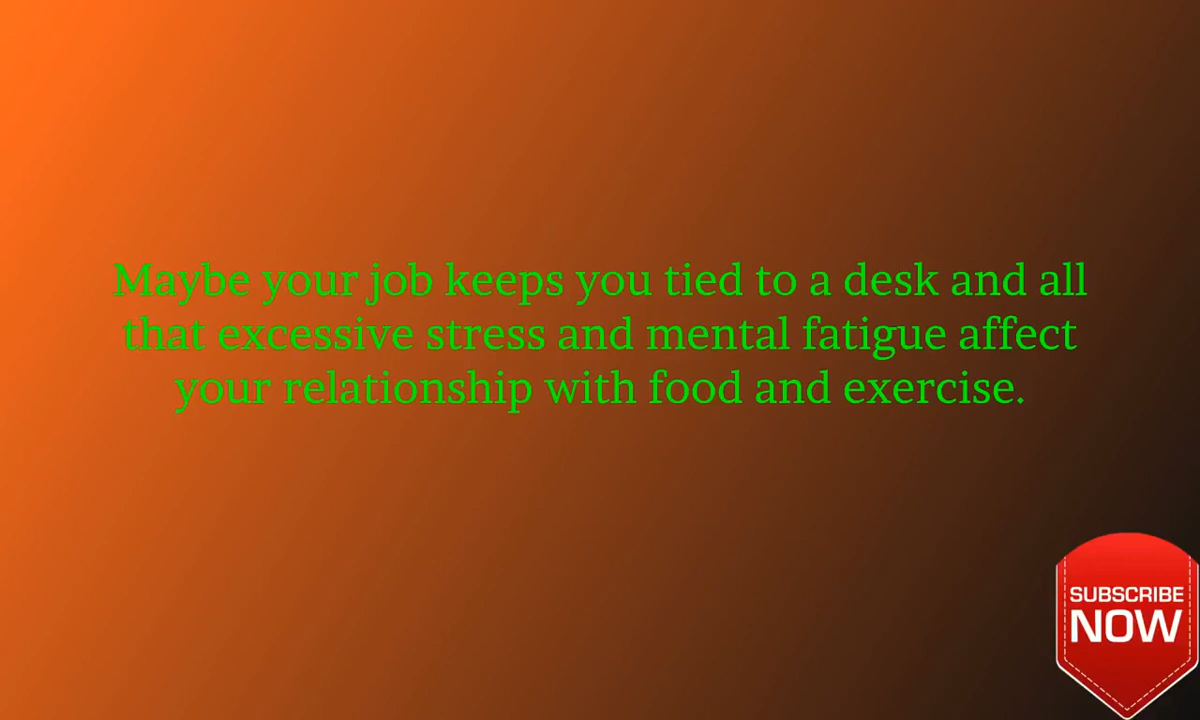 Maybe your job keeps you tied to a desk and all
that excessive stress and mental fatigue affect
your relationship with food and exercise.
SUBSCRIBE
NOW